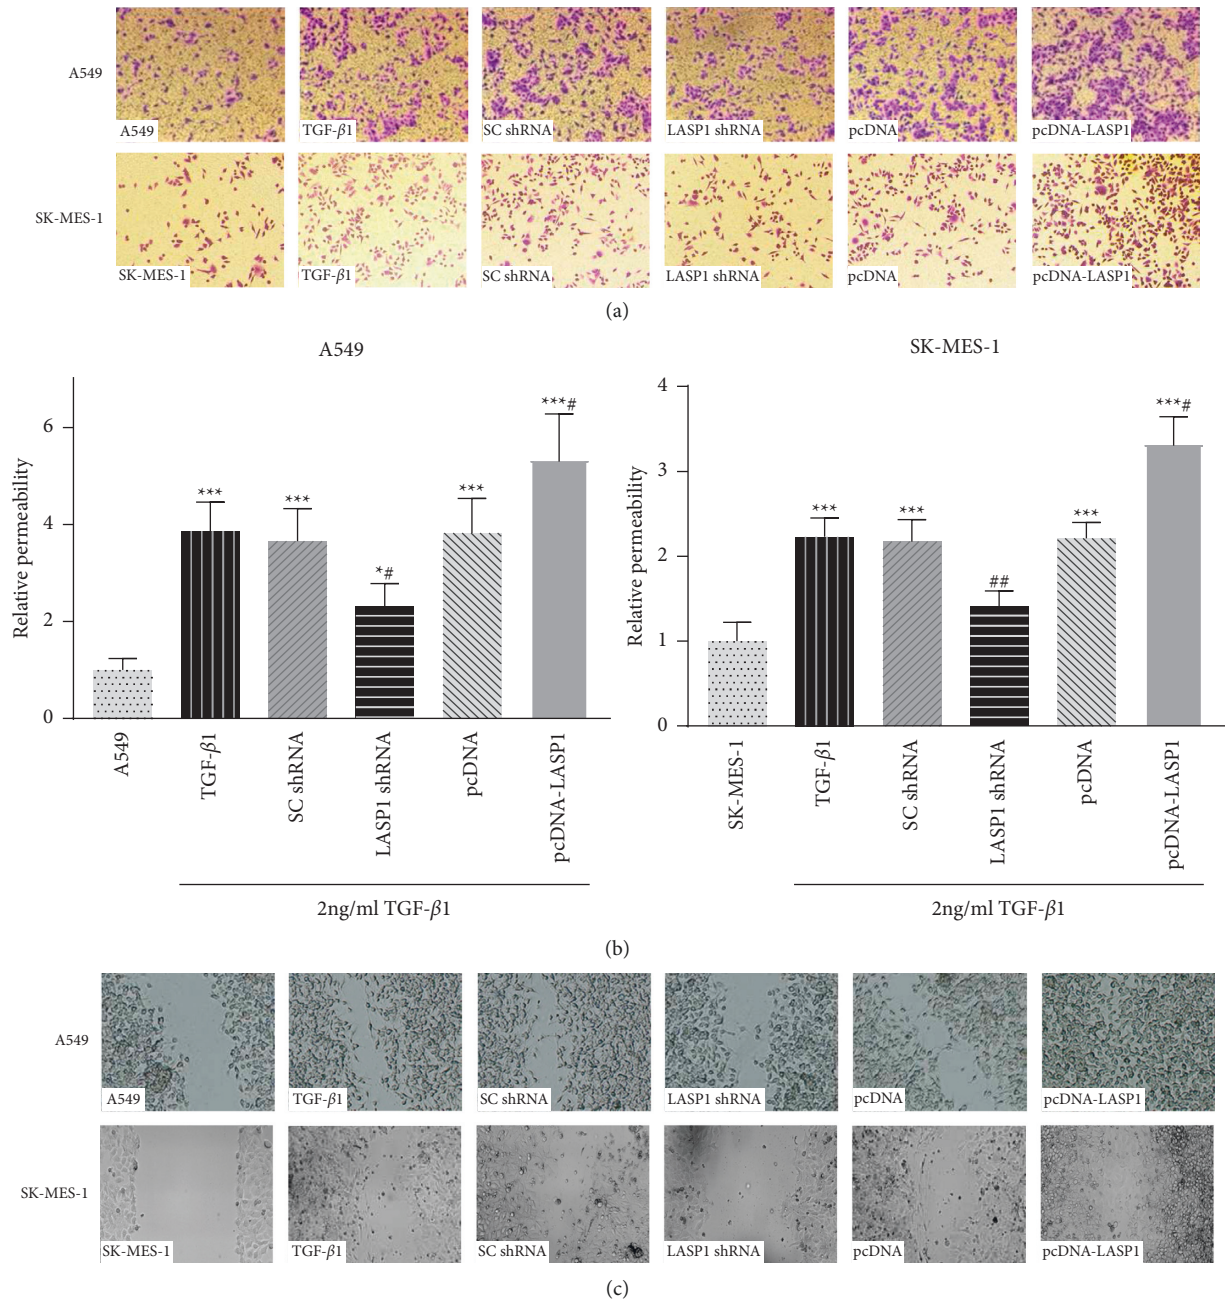 A549
A549
TGF-β1
SC shRNA
LASP1 shRNA
pcDNA
pcDNA-LASP1
SK-MES-1
SK-MES-1
TGF-β1
SC shRNA
LASP1 shRNA
pcDNA
pcDNA-LASP1
(a)
A549
Relative permeability
6
4
2
0
***
***
*#
***
***#
A549
TGF-β1
SC shRNA
LASP1 shRNA
pcDNA
pcDNA-LASP1
2ng/ml TGF-β1
SK-MES-1
Relative permeability
4
3
2
1
0
***
***
##
***
***#
SK-MES-1
TGF-β1
SC shRNA
LASP1 shRNA
pcDNA
pcDNA-LASP1
2ng/ml TGF-β1
(b)
A549
A549
TGF-β1
SC shRNA
LASP1 shRNA
pcDNA
pcDNA-LASP1
SK-MES-1
SK-MES-1
TGF-β1
SC shRNA
LASP1 shRNA
pcDNA
pcDNA-LASP1
(c)